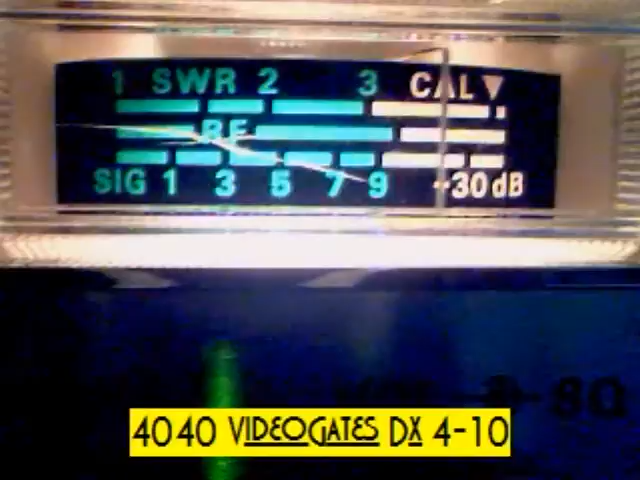 1 SWR 2 3 CAL▼
RF
SIG 1 3 5 7 9 +30dB
4040 VIDEOGATES DX 4-10